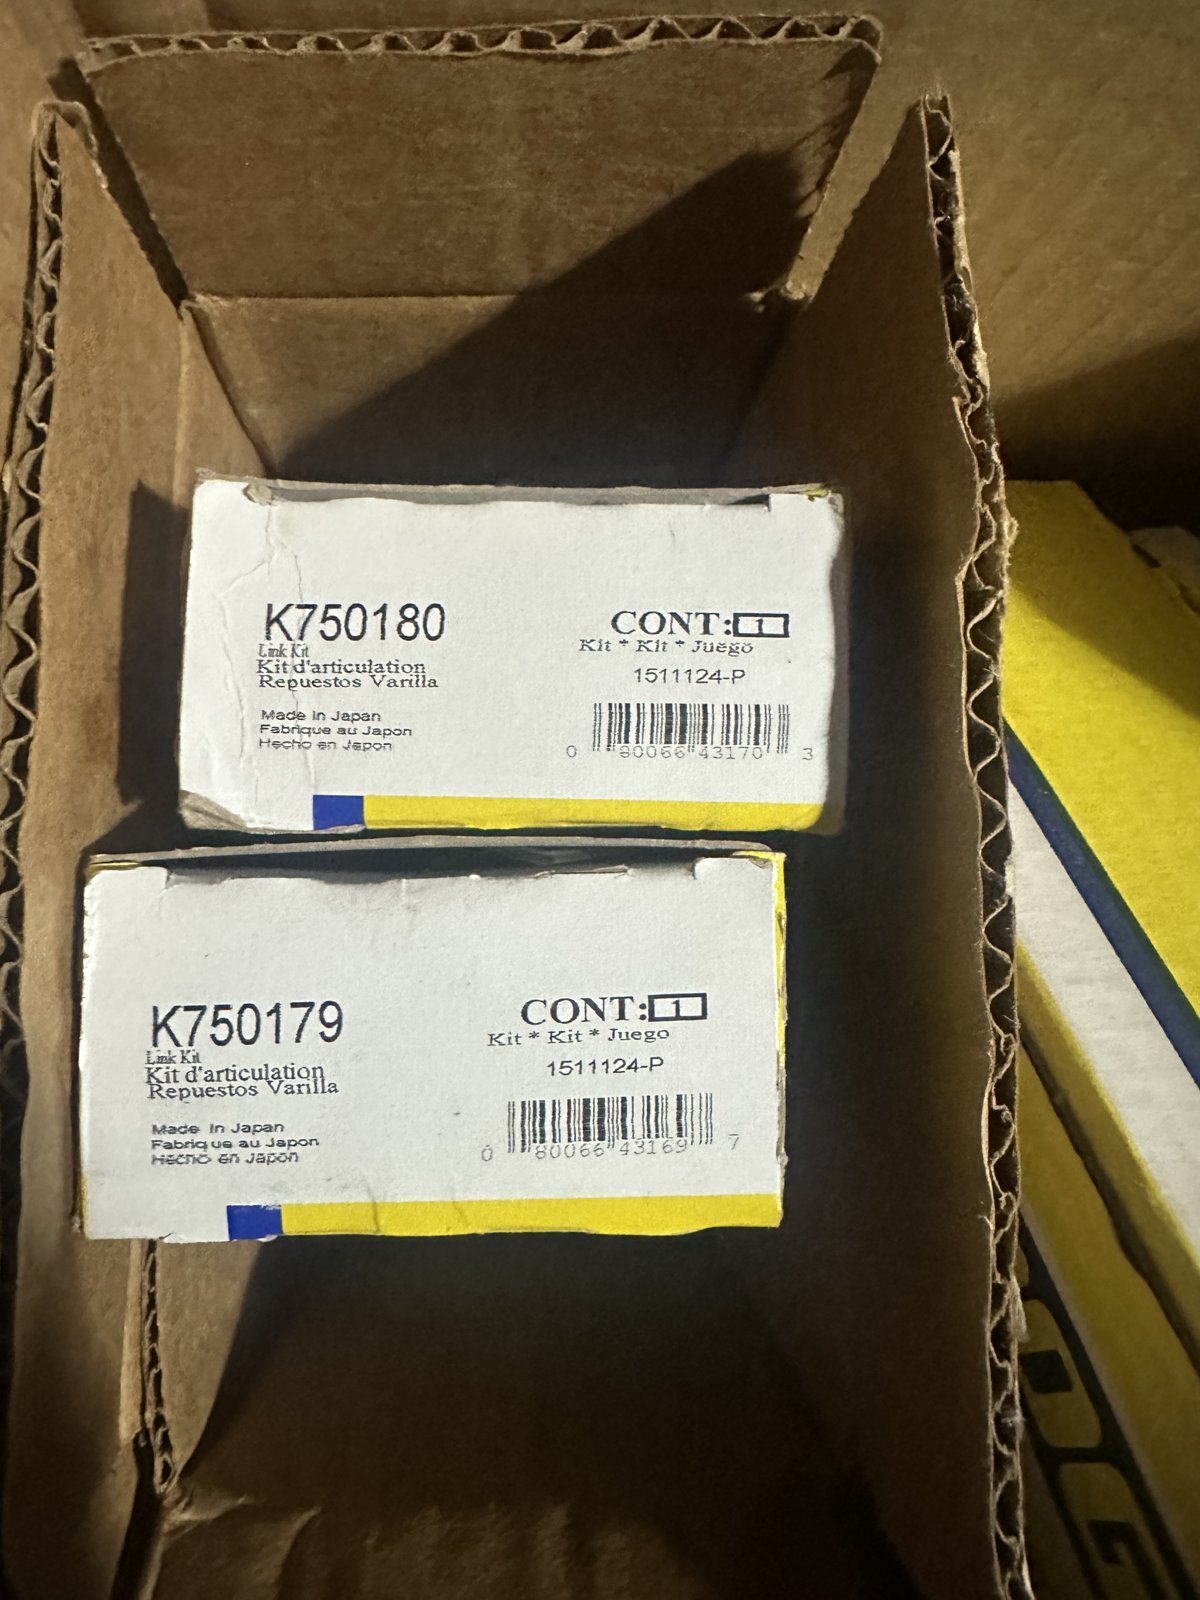 K750180
Link Kit
Kit d'articulation
Repuestos Varilla
Made In Japan
Fabrique au Japon
Hecho en Japon
CONT: 1
Kit * Kit * Juego
1511124-P
0 80066 43170 3
K750179
Link Kit
Kit d'articulation
Repuestos Varilla
Made In Japan
Fabrique au Japon
Hecho en Japon
CONT: 1
Kit * Kit * Juego
1511124-P
0 80066 43169 7